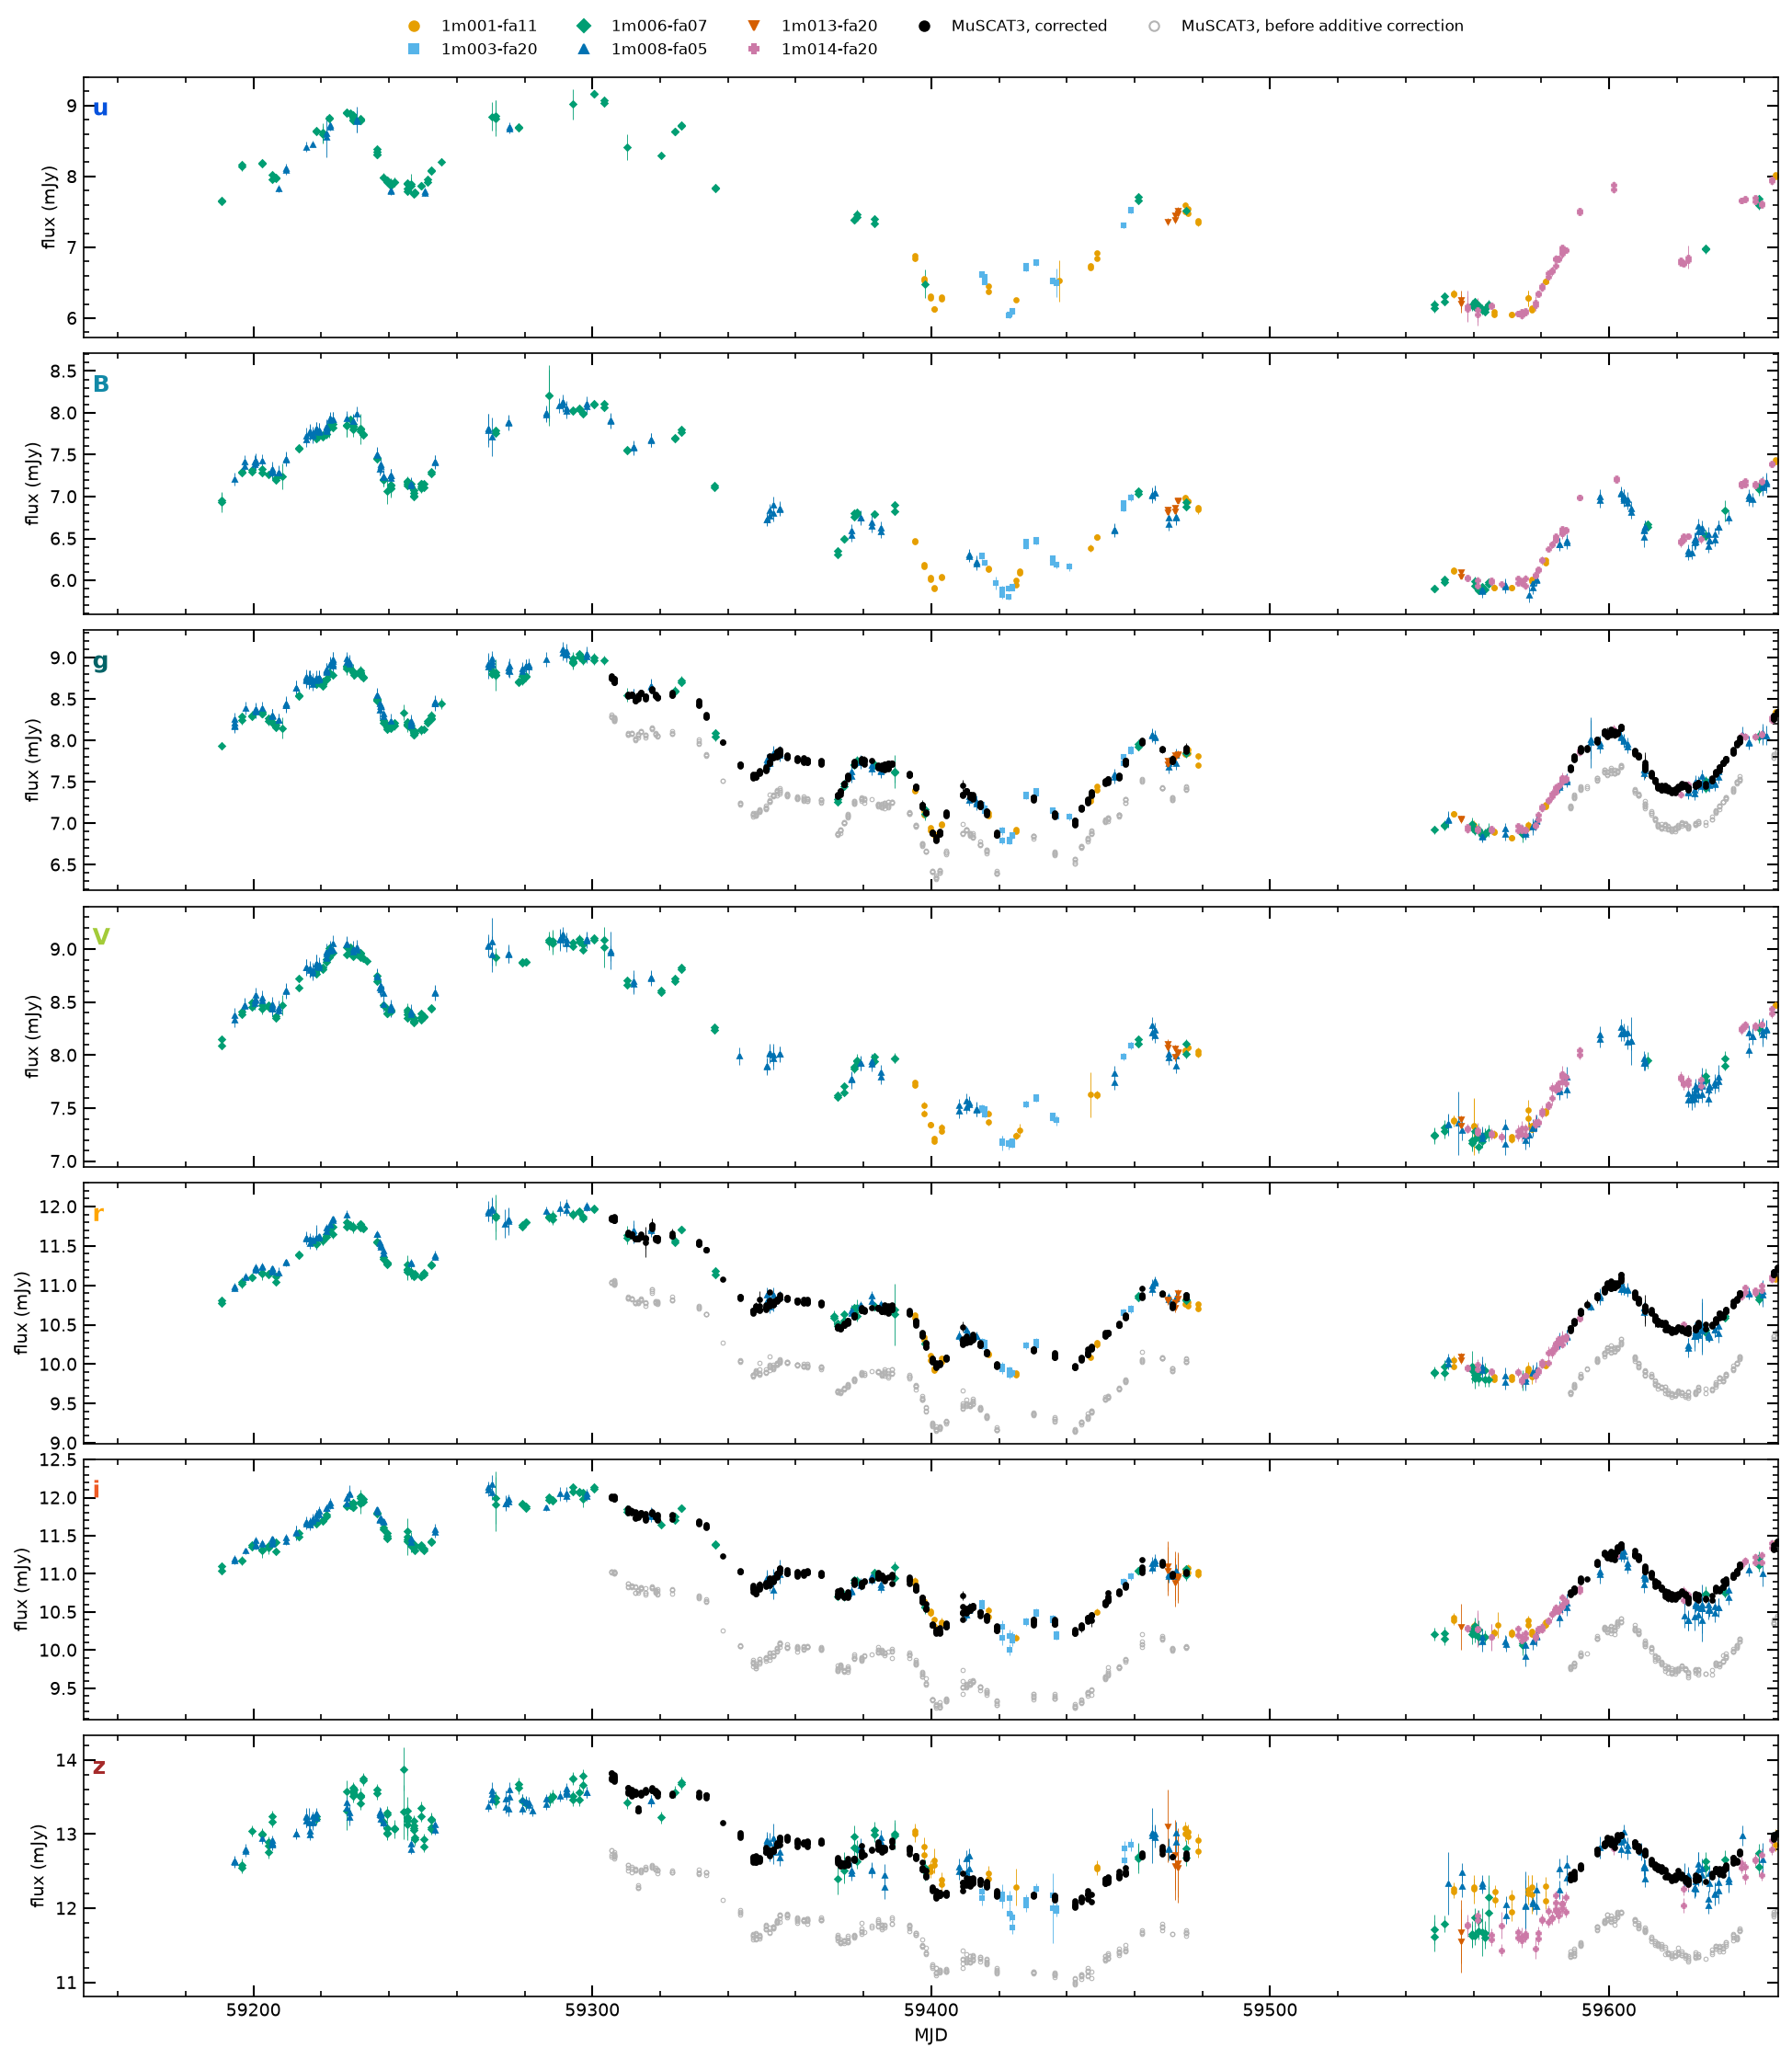 1m001-fa11 1m006-fa07 1m013-fa20 MuSCAT3, corrected MuSCAT3, before additive correction
1m003-fa20 1m008-fa05 1m014-fa20
u
flux (mJy)
9
8
7
6
B
flux (mJy)
8.5
8.0
7.5
7.0
6.5
6.0
g
flux (mJy)
9.0
8.5
8.0
7.5
7.0
6.5
V
flux (mJy)
9.0
8.5
8.0
7.5
7.0
r
flux (mJy)
12.0
11.5
11.0
10.5
10.0
9.5
9.0
i
flux (mJy)
12.5
12.0
11.5
11.0
10.5
10.0
9.5
z
flux (mJy)
14
13
12
11
59200 59300 59400 59500 59600
MJD